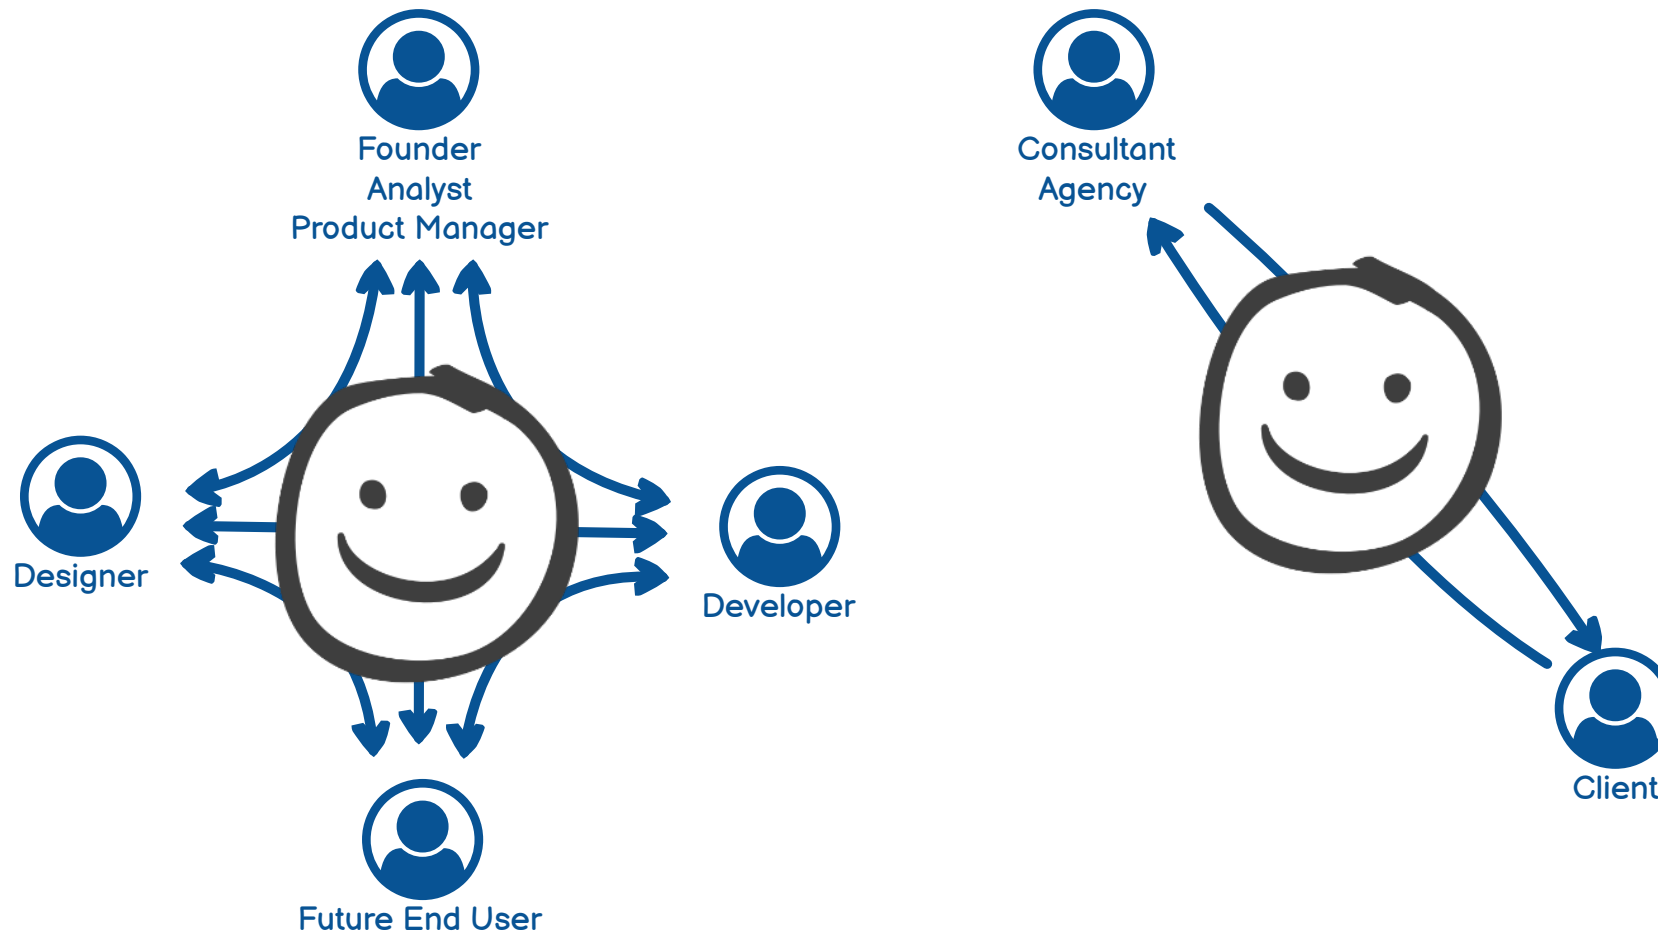 Founder
Analyst
Product Manager
Designer
Developer
Future End User
Consultant
Agency
Client